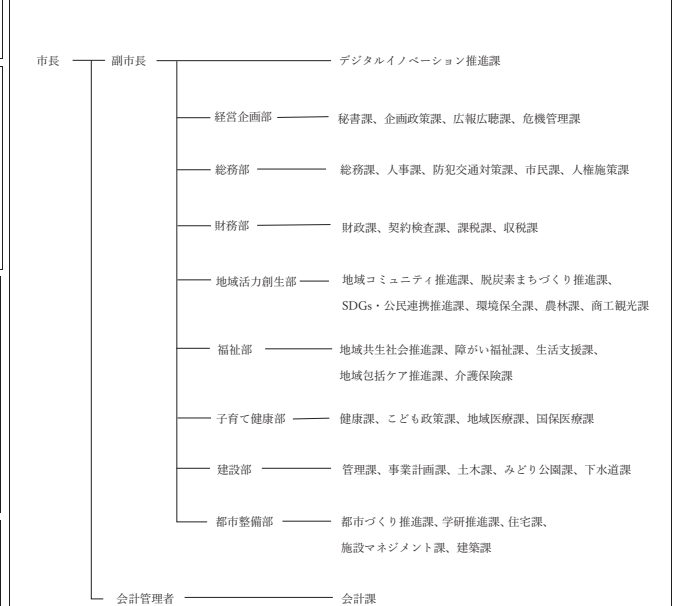 市長 副市長 デジタルイノベーション推進課
経営企画部 秘書課、企画政策課、広報広聴課、危機管理課
総務部 総務課、人事課、防犯交通対策課、市民課、人権施策課
財務部 財政課、契約検査課、課税課、収税課
地域活力創生部 地域コミュニティ推進課、脱炭素まちづくり推進課、
SDGs・公民連携推進課、環境保全課、農林課、商工観光課
福祉部 地域共生社会推進課、障がい福祉課、生活支援課、
地域包括ケア推進課、介護保険課
子育て健康部 健康課、こども政策課、地域医療課、国保医療課
建設部 管理課、事業計画課、土木課、みどり公園課、下水道課
都市整備部 都市づくり推進課、学研推進課、住宅課、
施設マネジメント課、建築課
会計管理者 会計課